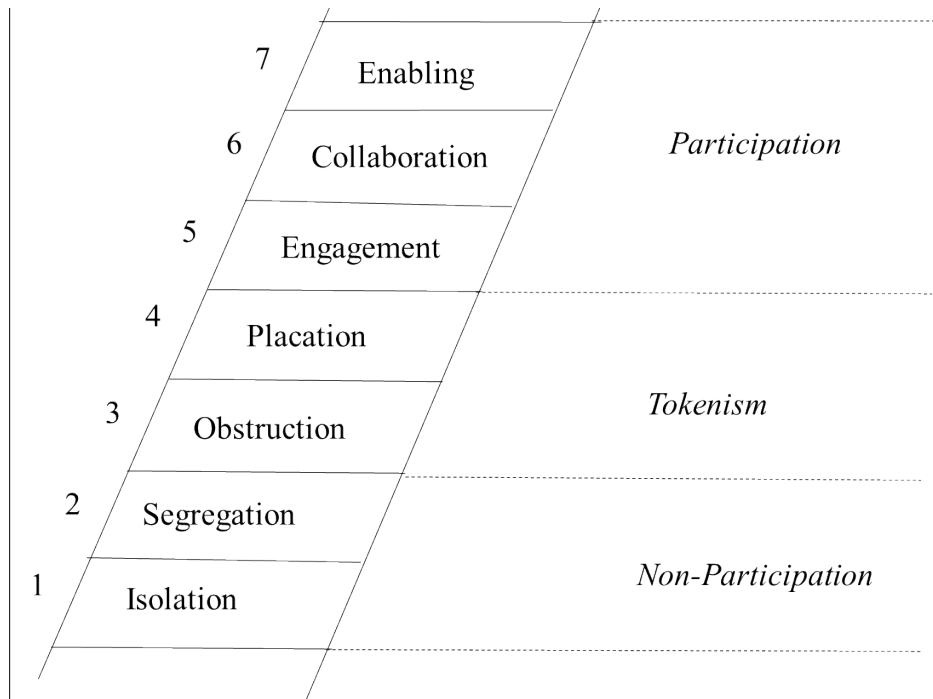 7
Enabling
6
Collaboration
Participation
5
Engagement
4
Placation
3
Obstruction
Tokenism
2
Segregation
1
Isolation
Non-Participation